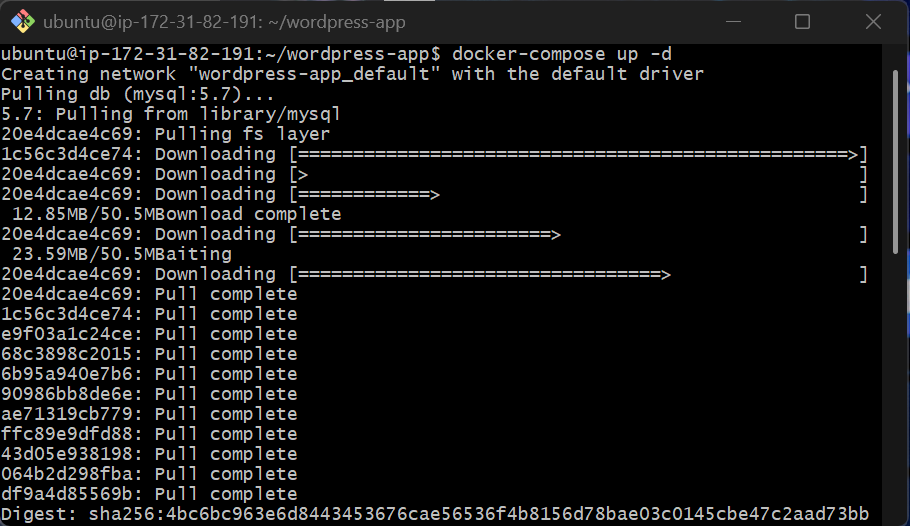 ubuntu@ip-172-31-82-191: ~/wordpress-app
ubuntu@ip-172-31-82-191:~/wordpress-app$ docker-compose up -d
Creating network "wordpress-app_default" with the default driver
Pulling db (mysql:5.7)...
5.7: Pulling from library/mysql
20e4dcae4c69: Pulling fs layer
1c56c3d4ce74: Downloading [==================================================>]
20e4dcae4c69: Downloading [>                                                  ]
20e4dcae4c69: Downloading [============>                                      ]
 12.85MB/50.5MBownload complete
20e4dcae4c69: Downloading [=======================>                           ]
 23.59MB/50.5MBaiting
20e4dcae4c69: Downloading [=================================>                 ]
20e4dcae4c69: Pull complete
1c56c3d4ce74: Pull complete
e9f03a1c24ce: Pull complete
68c3898c2015: Pull complete
6b95a940e7b6: Pull complete
90986bb8de6e: Pull complete
ae71319cb779: Pull complete
ffc89e9dfd88: Pull complete
43d05e938198: Pull complete
064b2d298fba: Pull complete
df9a4d85569b: Pull complete
Digest: sha256:4bc6bc963e6d8443453676cae56536f4b8156d78bae03c0145cbe47c2aad73bb